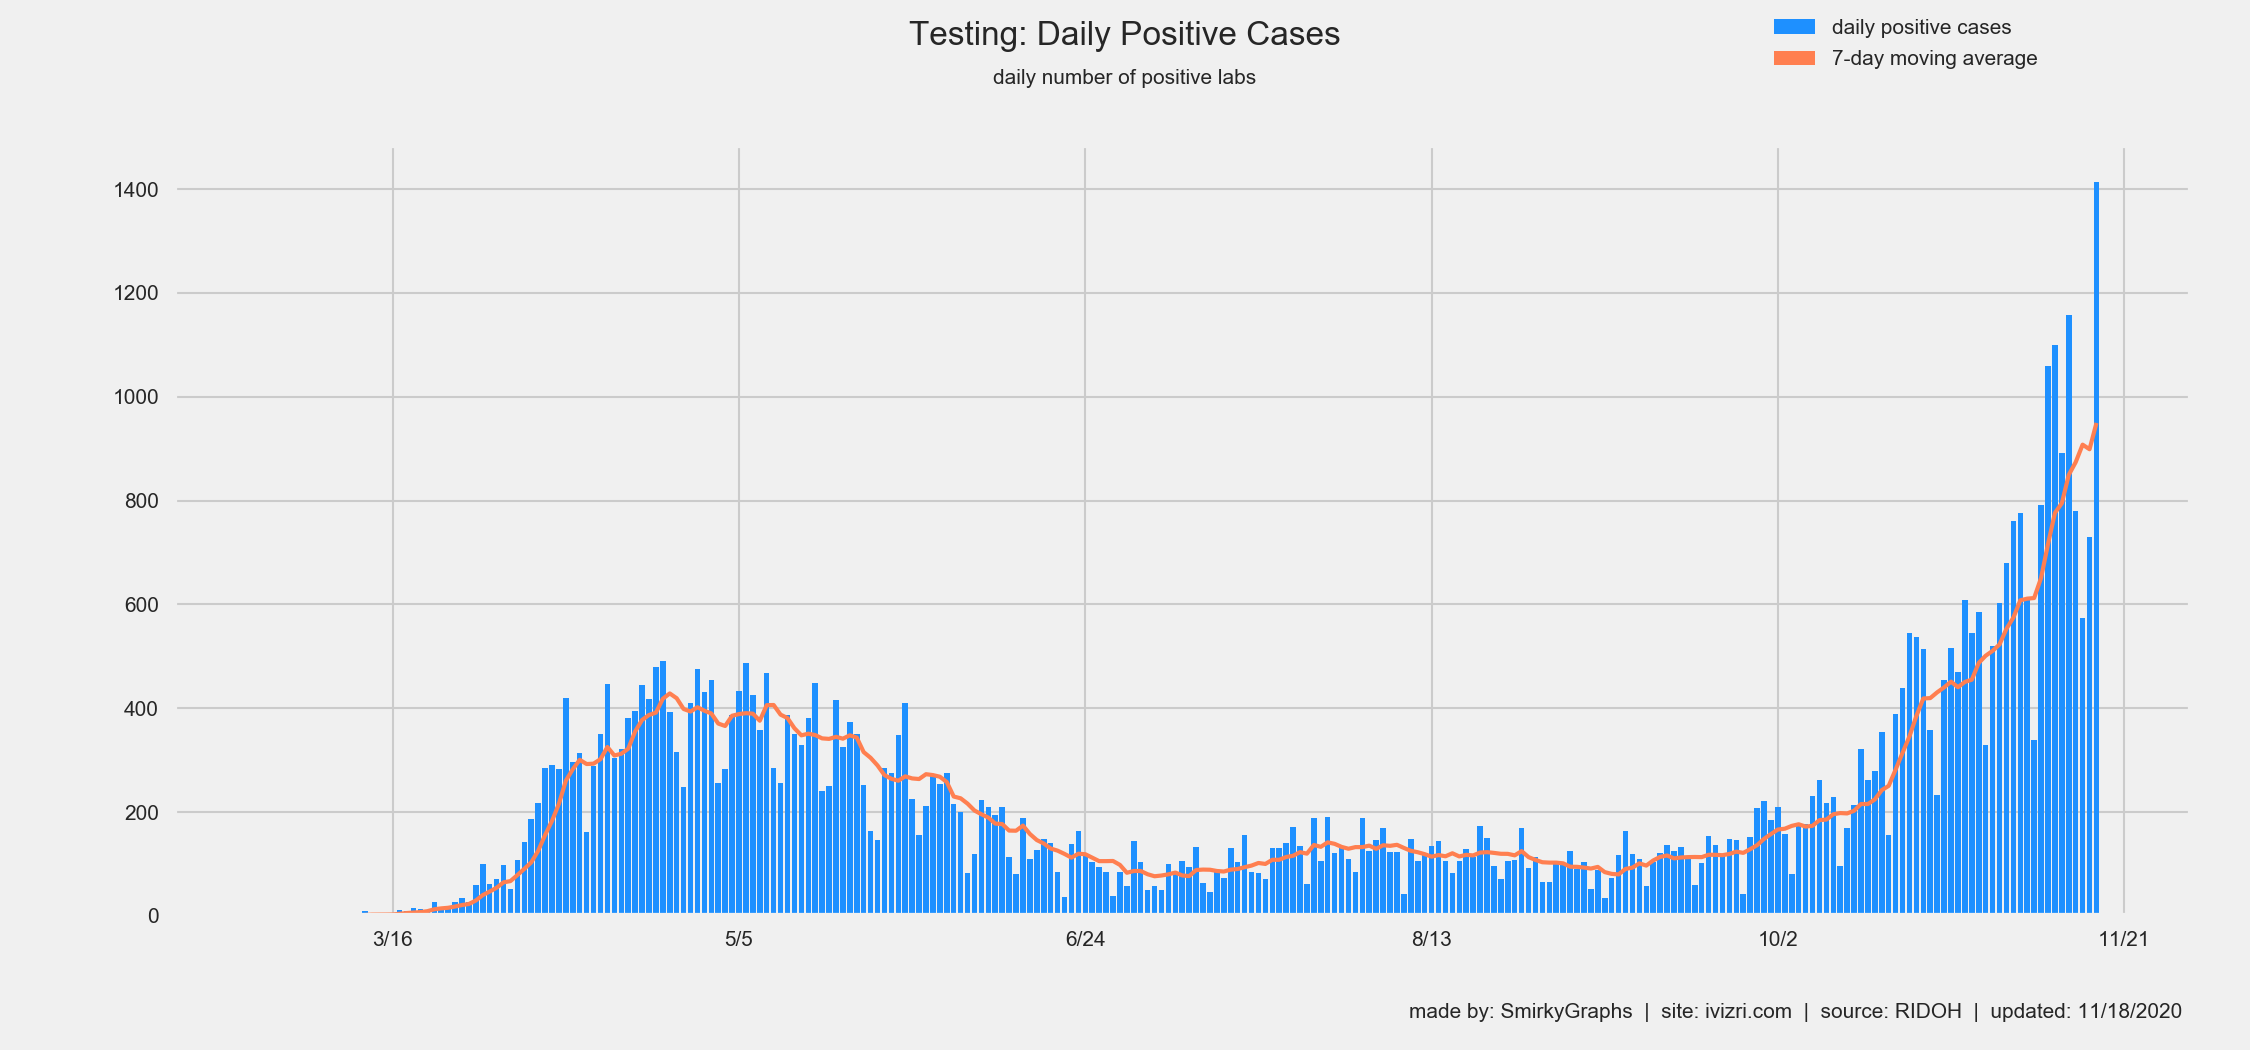 Testing: Daily Positive Cases
daily number of positive labs
daily positive cases
7-day moving average
1400
1200
1000
800
600
400
200
0
3/16 5/5 6/24 8/13 10/2 11/21
made by: SmirkyGraphs | site: ivizri.com | source: RIDOH | updated: 11/18/2020